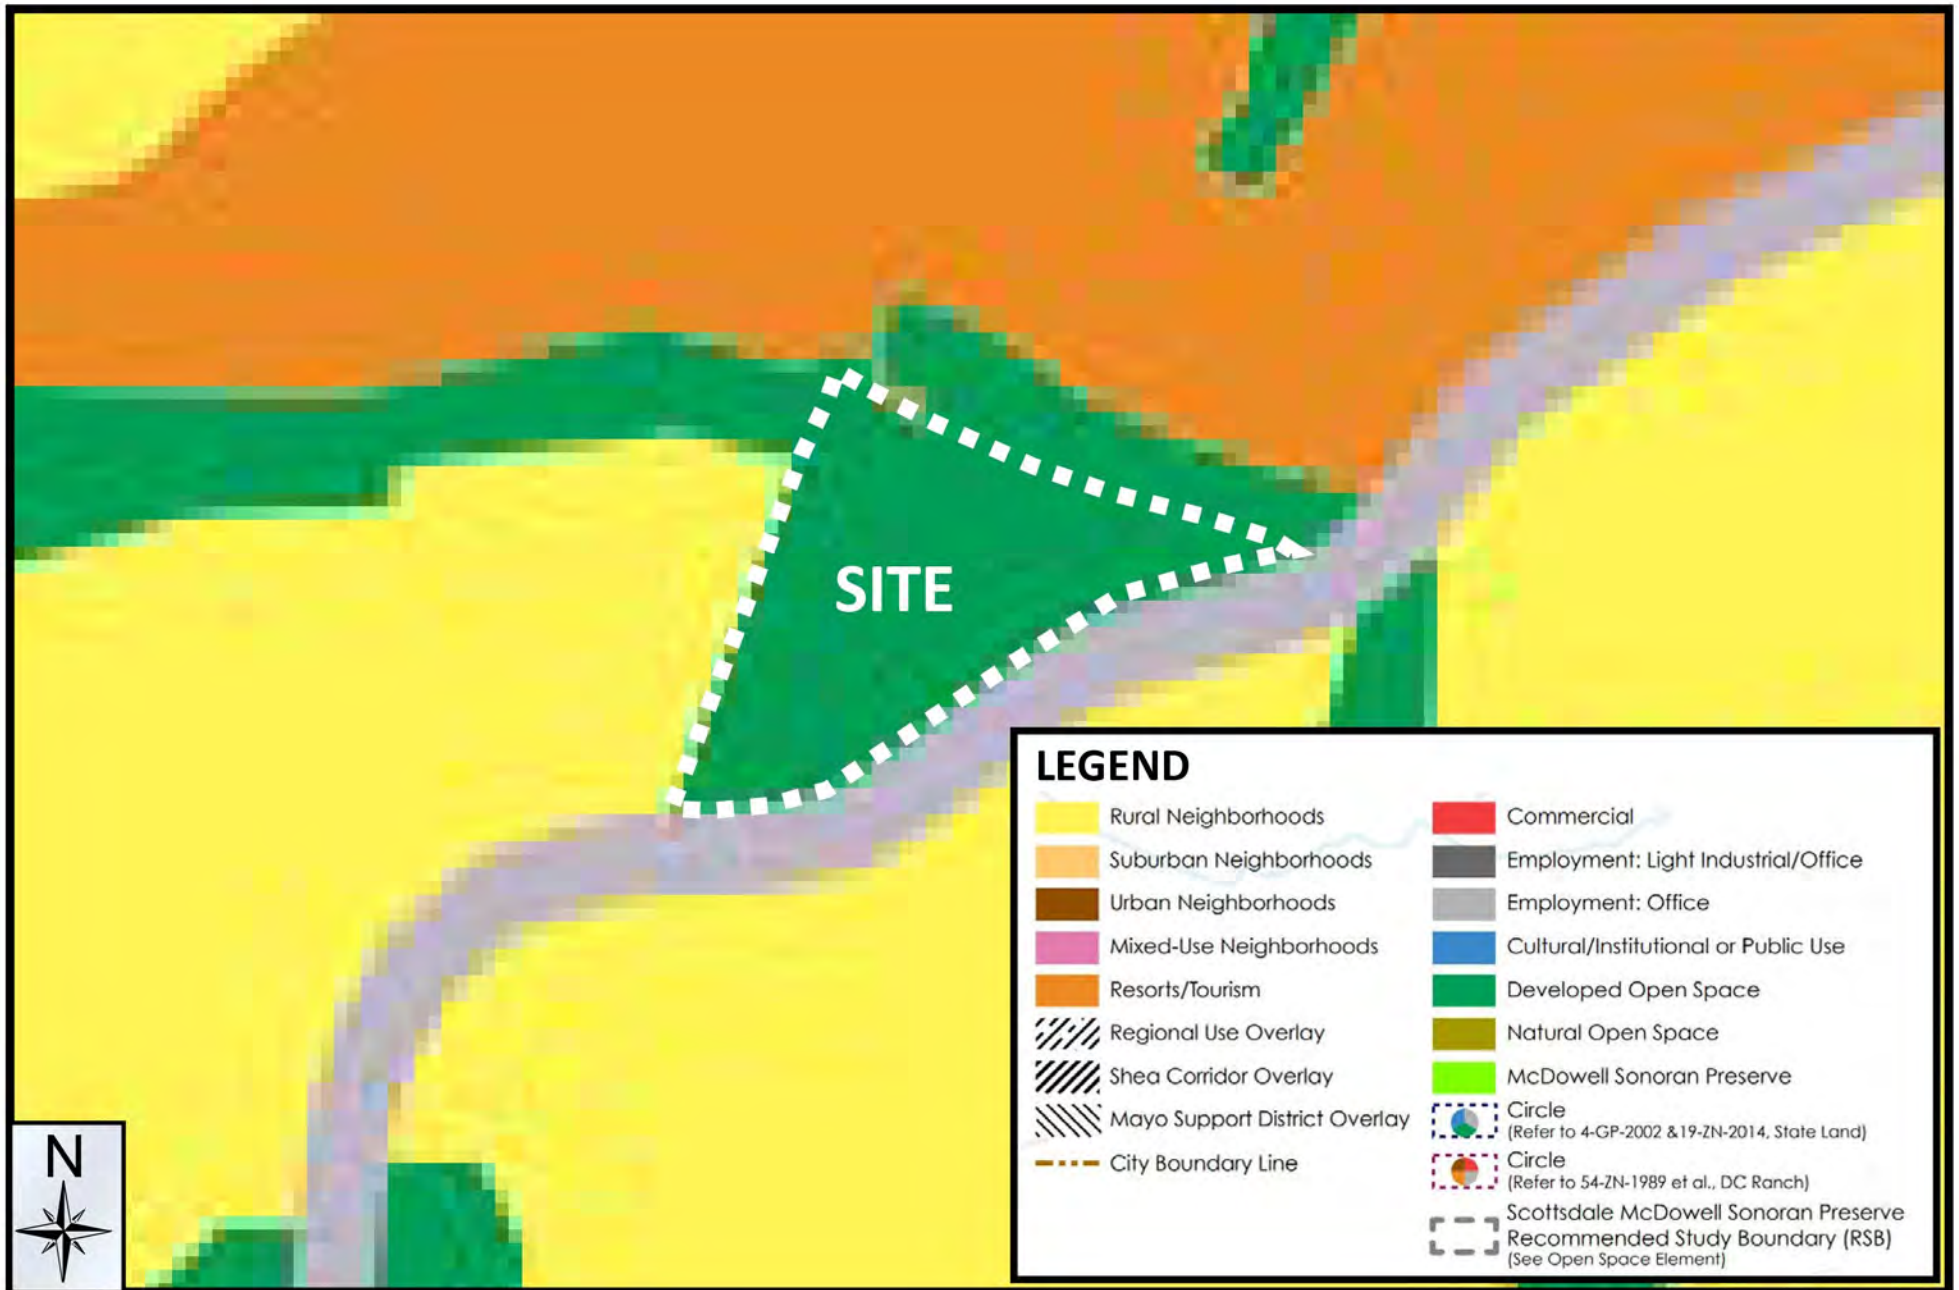 SITE
LEGEND
Rural Neighborhoods
Suburban Neighborhoods
Urban Neighborhoods
Mixed-Use Neighborhoods
Resorts/Tourism
Regional Use Overlay
Shea Corridor Overlay
Mayo Support District Overlay
City Boundary Line
Commercial
Employment: Light Industrial/Office
Employment: Office
Cultural/Institutional or Public Use
Developed Open Space
Natural Open Space
McDowell Sonoran Preserve
Circle
(Refer to 4-GP-2002 &19-ZN-2014, State Land)
Circle
(Refer to 54-ZN-1989 et al., DC Ranch)
Scottsdale McDowell Sonoran Preserve
Recommended Study Boundary (RSB)
(See Open Space Element)
N